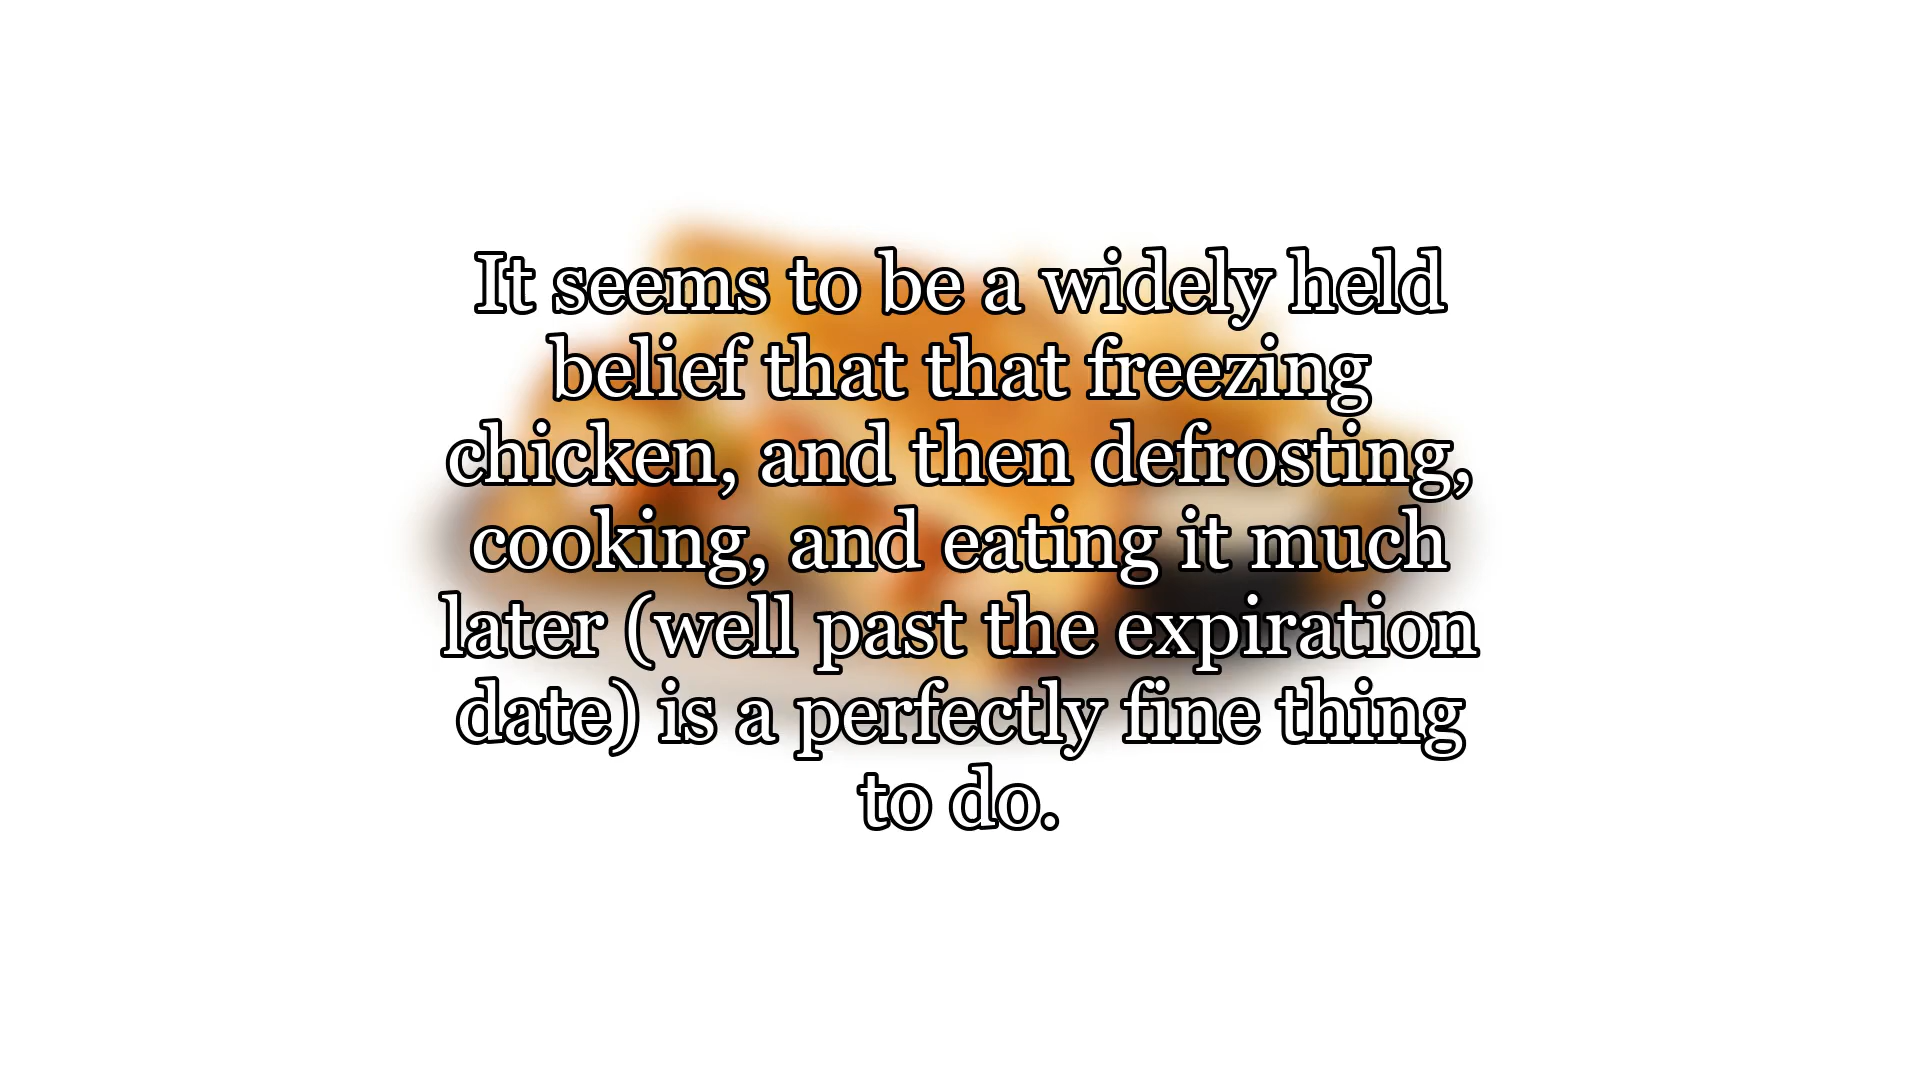 It seems to be a widely held
belief that that freezing
chicken, and then defrosting,
cooking, and eating it much
later (well past the expiration
date) is a perfectly fine thing
to do.